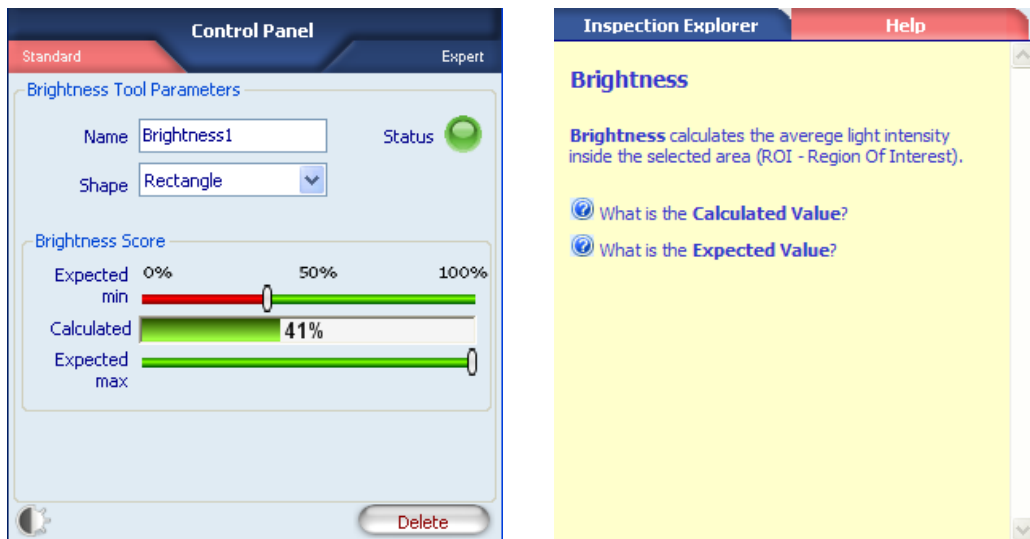 Control Panel
Standard
Expert
Brightness Tool Parameters
Name Brightness1 Status
Shape Rectangle
Brightness Score
Expected min 0% 50% 100%
Calculated 41%
Expected max
Delete
Inspection Explorer Help
Brightness
Brightness calculates the averege light intensity
inside the selected area (ROI - Region Of Interest).
What is the Calculated Value?
What is the Expected Value?